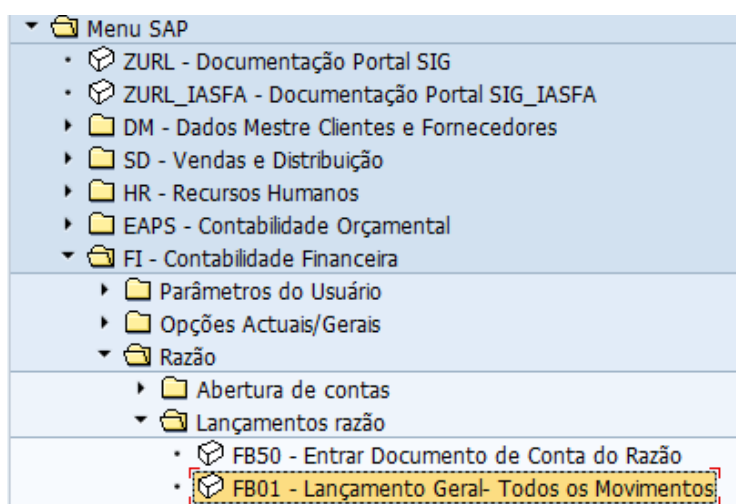 Menu SAP
ZURL - Documentação Portal SIG
ZURL_IASFA - Documentação Portal SIG_IASFA
DM - Dados Mestre Clientes e Fornecedores
SD - Vendas e Distribuição
HR - Recursos Humanos
EAPS - Contabilidade Orçamental
FI - Contabilidade Financeira
Parâmetros do Usuário
Opções Actuais/Gerais
Razão
Abertura de contas
Lançamentos razão
FB50 - Entrar Documento de Conta do Razão
FB01 - Lançamento Geral- Todos os Movimentos